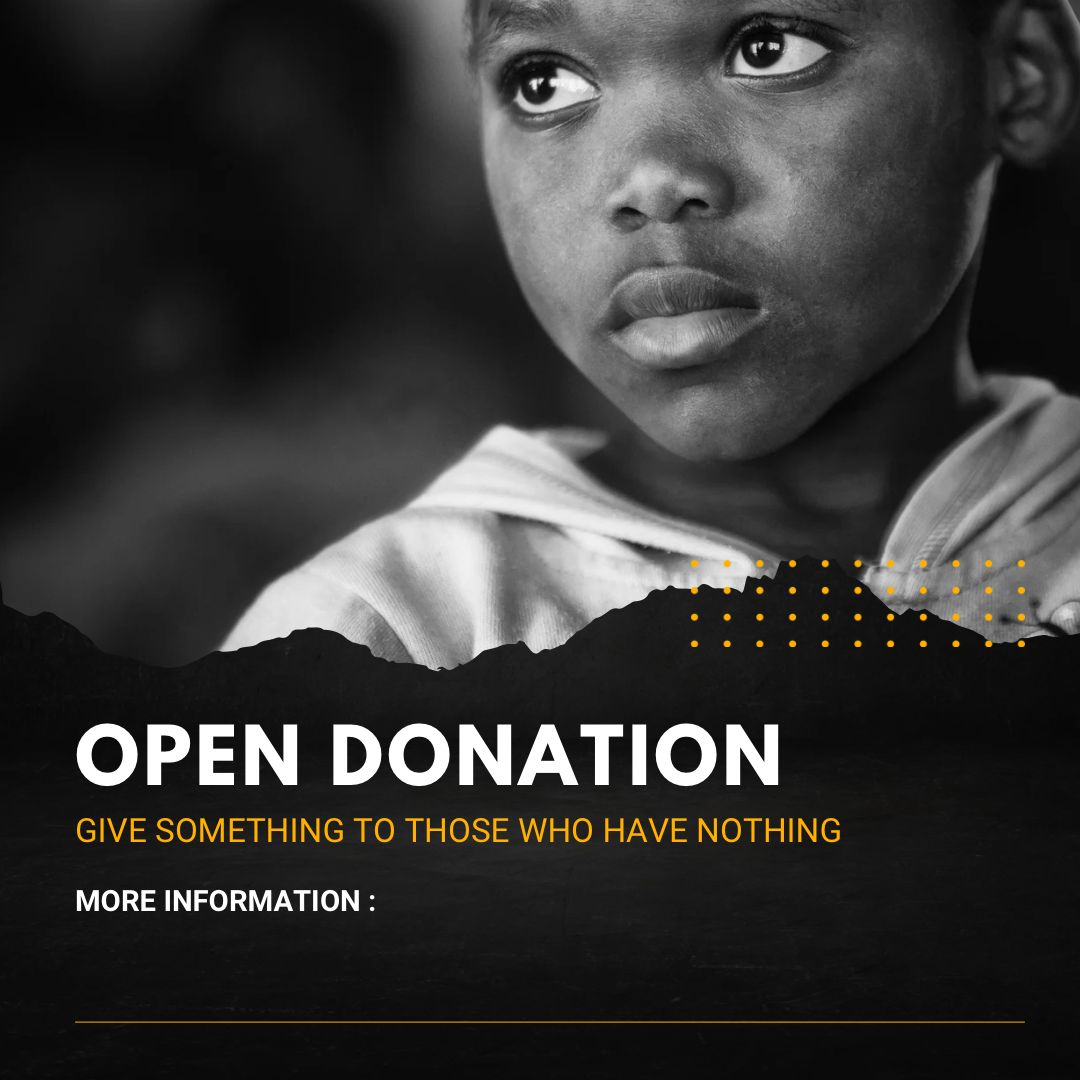 OPEN DONATION
GIVE SOMETHING TO THOSE WHO HAVE NOTHING
MORE INFORMATION :